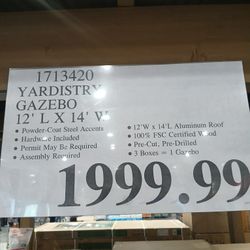 1713420
YARDISTRY
GAZEBO
12' L X 14' W
• Powder-Coat Steel Accents
• Hardware Included
• Permit May Be Required
• Assembly Required
• 12'W x 14'L Aluminum Roof
• 100% FSC Certified Wood
• Pre-Cut, Pre-Drilled
• 3 Boxes = 1 Gazebo
1999.99